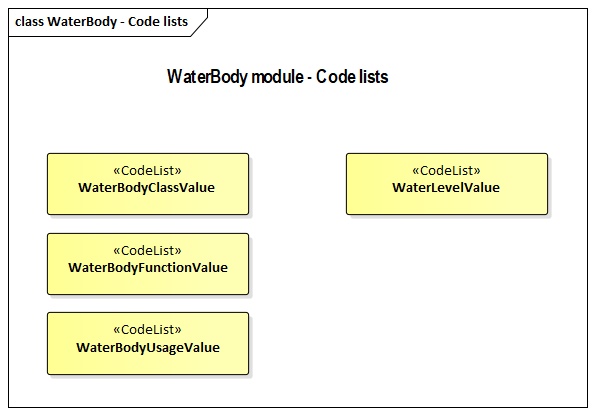 class WaterBody - Code lists
WaterBody module - Code lists
«CodeList»
WaterBodyClassValue
«CodeList»
WaterLevelValue
«CodeList»
WaterBodyFunctionValue
«CodeList»
WaterBodyUsageValue